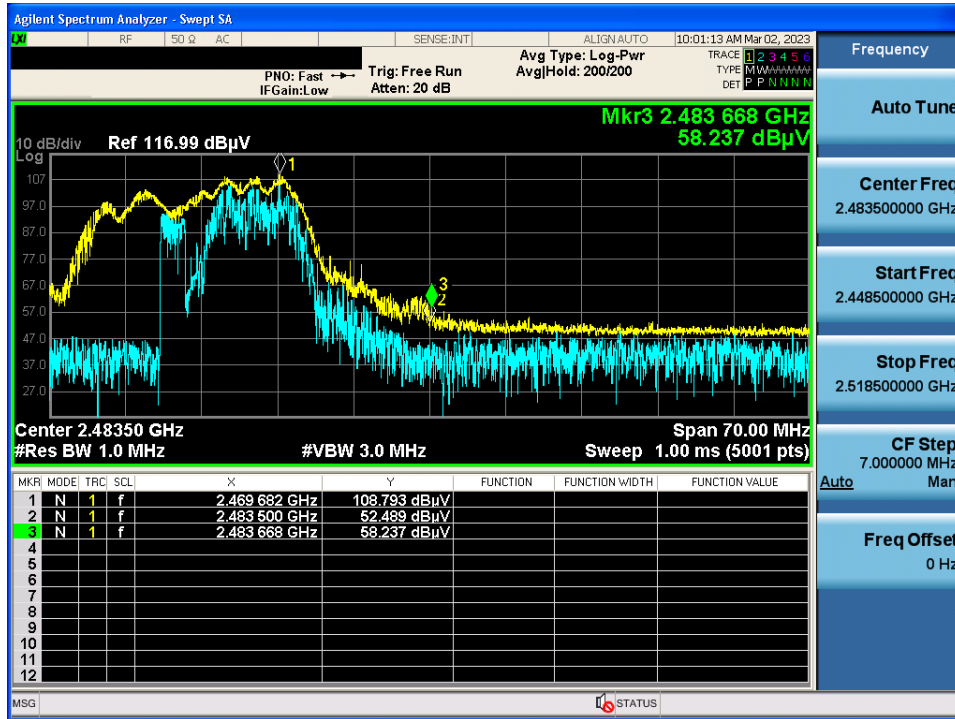 Agilent Spectrum Analyzer - Swept SA
LXI RF 50 Ω AC SENSE:INT ALIGN AUTO 10:01:13 AM Mar 02, 2023
PNO: Fast Trig: Free Run Avg Type: Log-Pwr TRACE 1 2 3 4 5 6
IFGain:Low Atten: 20 dB Avg|Hold: 200/200 TYPE M W W W W W
DET P P N N N N
Mkr3 2.483 668 GHz
58.237 dBµV
10 dB/div Ref 116.99 dBµV
Log
1
107
97.0
87.0
77.0
67.0
57.0
47.0
37.0
27.0
3
2
Center 2.48350 GHz Span 70.00 MHz
#Res BW 1.0 MHz #VBW 3.0 MHz Sweep 1.00 ms (5001 pts)
MKR MODE TRC SCL X Y FUNCTION FUNCTION WIDTH FUNCTION VALUE
1 N 1 f 2.469 682 GHz 108.793 dBµV
2 N 1 f 2.483 500 GHz 52.489 dBµV
3 N 1 f 2.483 668 GHz 58.237 dBµV
4
5
6
7
8
9
10
11
12
MSG STATUS
Frequency
Auto Tune
Center Freq
2.483500000 GHz
Start Freq
2.448500000 GHz
Stop Freq
2.518500000 GHz
CF Step
7.000000 MHz
Auto Man
Freq Offset
0 Hz